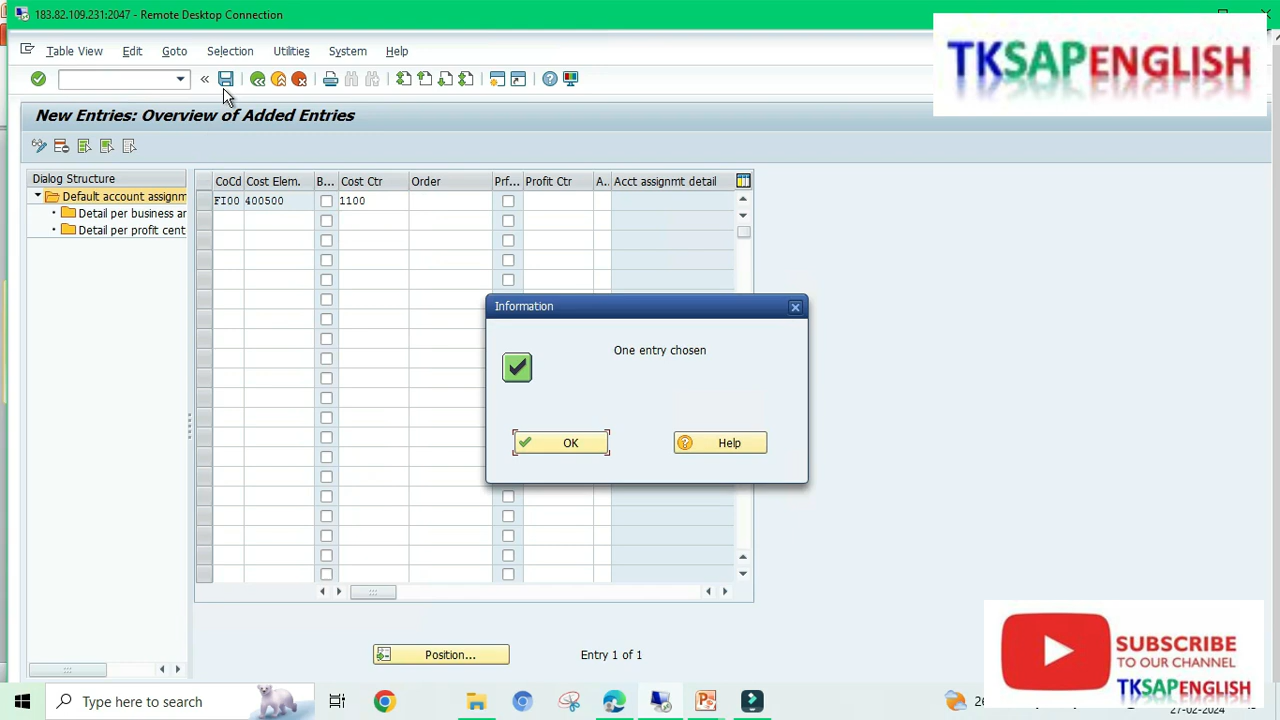 183.82.109.231:2047 - Remote Desktop Connection
Table View Edit Goto Selection Utilities System Help
TKSAPENGLISH
New Entries: Overview of Added Entries
Dialog Structure
Default account assignm
Detail per business ar
Detail per profit cent
CoCd Cost Elem. B... Cost Ctr Order Prf... Profit Ctr A.. Acct assignmt detail
FI00 400500 1100
Information
One entry chosen
OK Help
Position... Entry 1 of 1
SUBSCRIBE
TO OUR CHANNEL
TKSAPENGLISH
Type here to search
27-02-2024